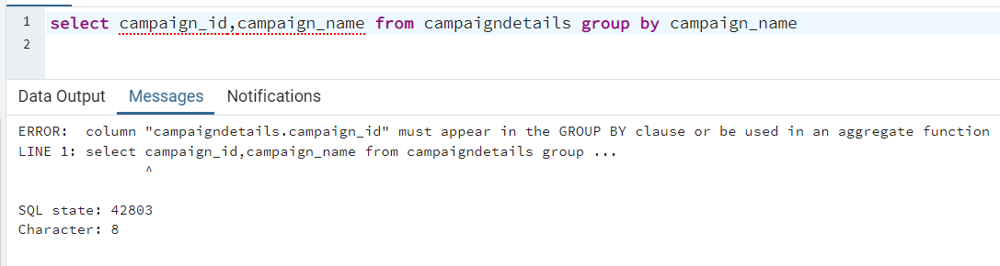 1 select campaign_id,campaign_name from campaigndetails group by campaign_name
2
Data Output Messages Notifications
ERROR:  column "campaigndetails.campaign_id" must appear in the GROUP BY clause or be used in an aggregate function
LINE 1: select campaign_id,campaign_name from campaigndetails group ...
^
SQL state: 42803
Character: 8